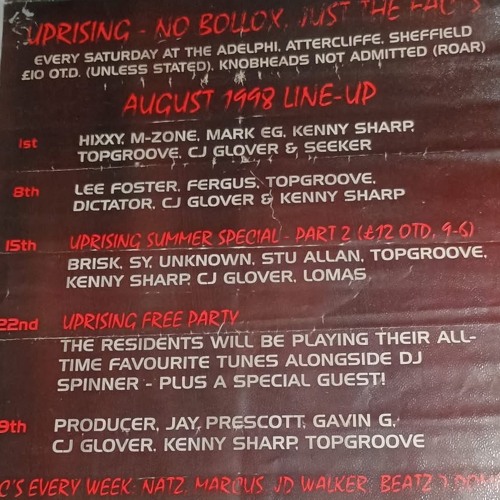 UPRISING - NO BOLLOX, JUST THE FACTS
EVERY SATURDAY AT THE ADELPHI, ATTERCLIFFE, SHEFFIELD
£10 O.T.D. (UNLESS STATED). KNOBHEADS NOT ADMITTED (ROAR)
AUGUST 1998 LINE-UP
1st HIXXY, M-ZONE, MARK EG, KENNY SHARP,
TOPGROOVE, CJ GLOVER & SEEKER
8th LEE FOSTER, FERGUS, TOPGROOVE,
DICTATOR, CJ GLOVER & KENNY SHARP
15th UPRISING SUMMER SPECIAL - PART 2 (£12 OTD, 9-6)
BRISK, SY, UNKNOWN, STU ALLAN, TOPGROOVE,
KENNY SHARP, CJ GLOVER, LOMAS
22nd UPRISING FREE PARTY
THE RESIDENTS WILL BE PLAYING THEIR ALL-
TIME FAVOURITE TUNES ALONGSIDE DJ
SPINNER - PLUS A SPECIAL GUEST!
9th PRODUCER, JAY, PRESCOTT, GAVIN G,
CJ GLOVER, KENNY SHARP, TOPGROOVE
C'S EVERY WEEK: NATZ, MARCUS, JD WALKER, BEATZ